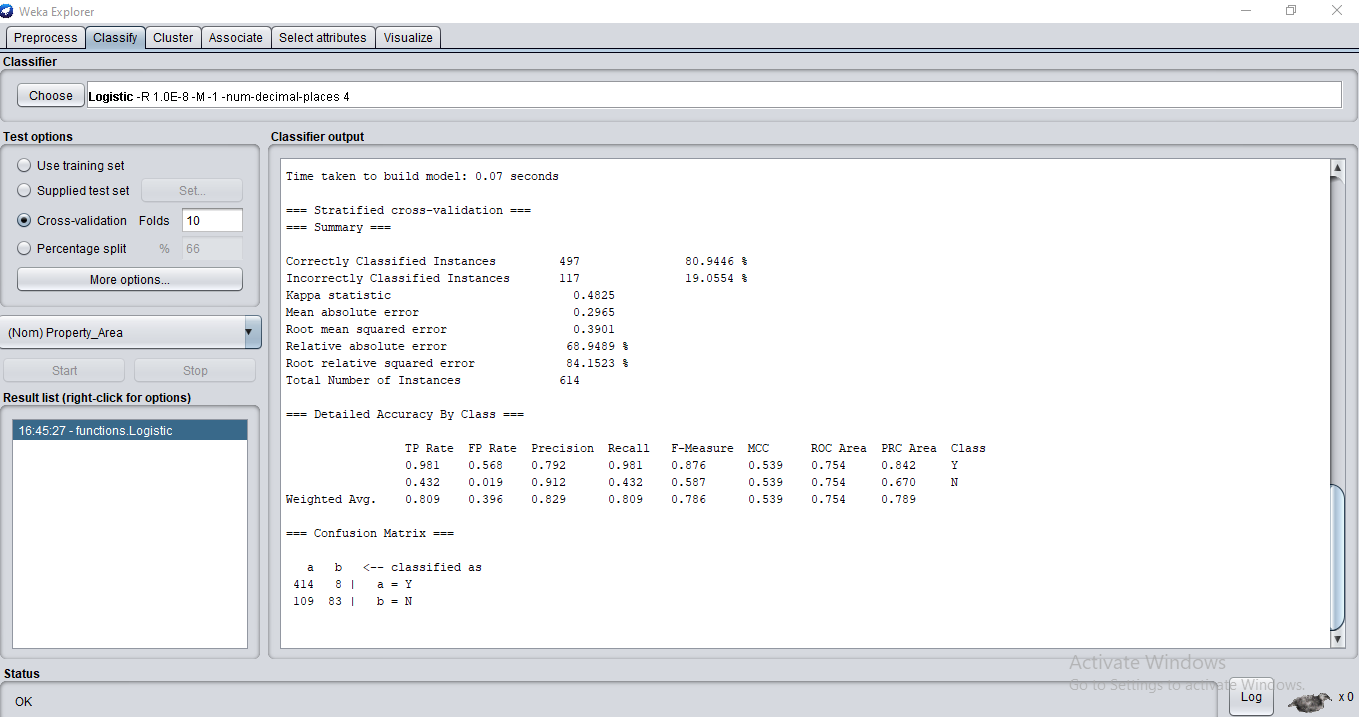 Weka Explorer
Preprocess Classify Cluster Associate Select attributes Visualize
Classifier
Choose Logistic -R 1.0E-8 -M -1 -num-decimal-places 4
Test options
Use training set
Supplied test set Set...
Cross-validation Folds 10
Percentage split % 66
More options...
(Nom) Property_Area
Start Stop
Result list (right-click for options)
16:45:27 - functions.Logistic
Classifier output
Time taken to build model: 0.07 seconds
=== Stratified cross-validation ===
=== Summary ===
Correctly Classified Instances 497 80.9446 %
Incorrectly Classified Instances 117 19.0554 %
Kappa statistic 0.4825
Mean absolute error 0.2965
Root mean squared error 0.3901
Relative absolute error 68.9489 %
Root relative squared error 84.1523 %
Total Number of Instances 614
=== Detailed Accuracy By Class ===
TP Rate FP Rate Precision Recall F-Measure MCC ROC Area PRC Area Class
0.981 0.568 0.792 0.981 0.876 0.539 0.754 0.842 Y
0.432 0.019 0.912 0.432 0.587 0.539 0.754 0.670 N
Weighted Avg. 0.809 0.396 0.829 0.809 0.786 0.539 0.754 0.789
=== Confusion Matrix ===
a b <-- classified as
414 8 | a = Y
109 83 | b = N
Activate Windows
Go to Settings to activate Windows.
Status
OK
Log x 0